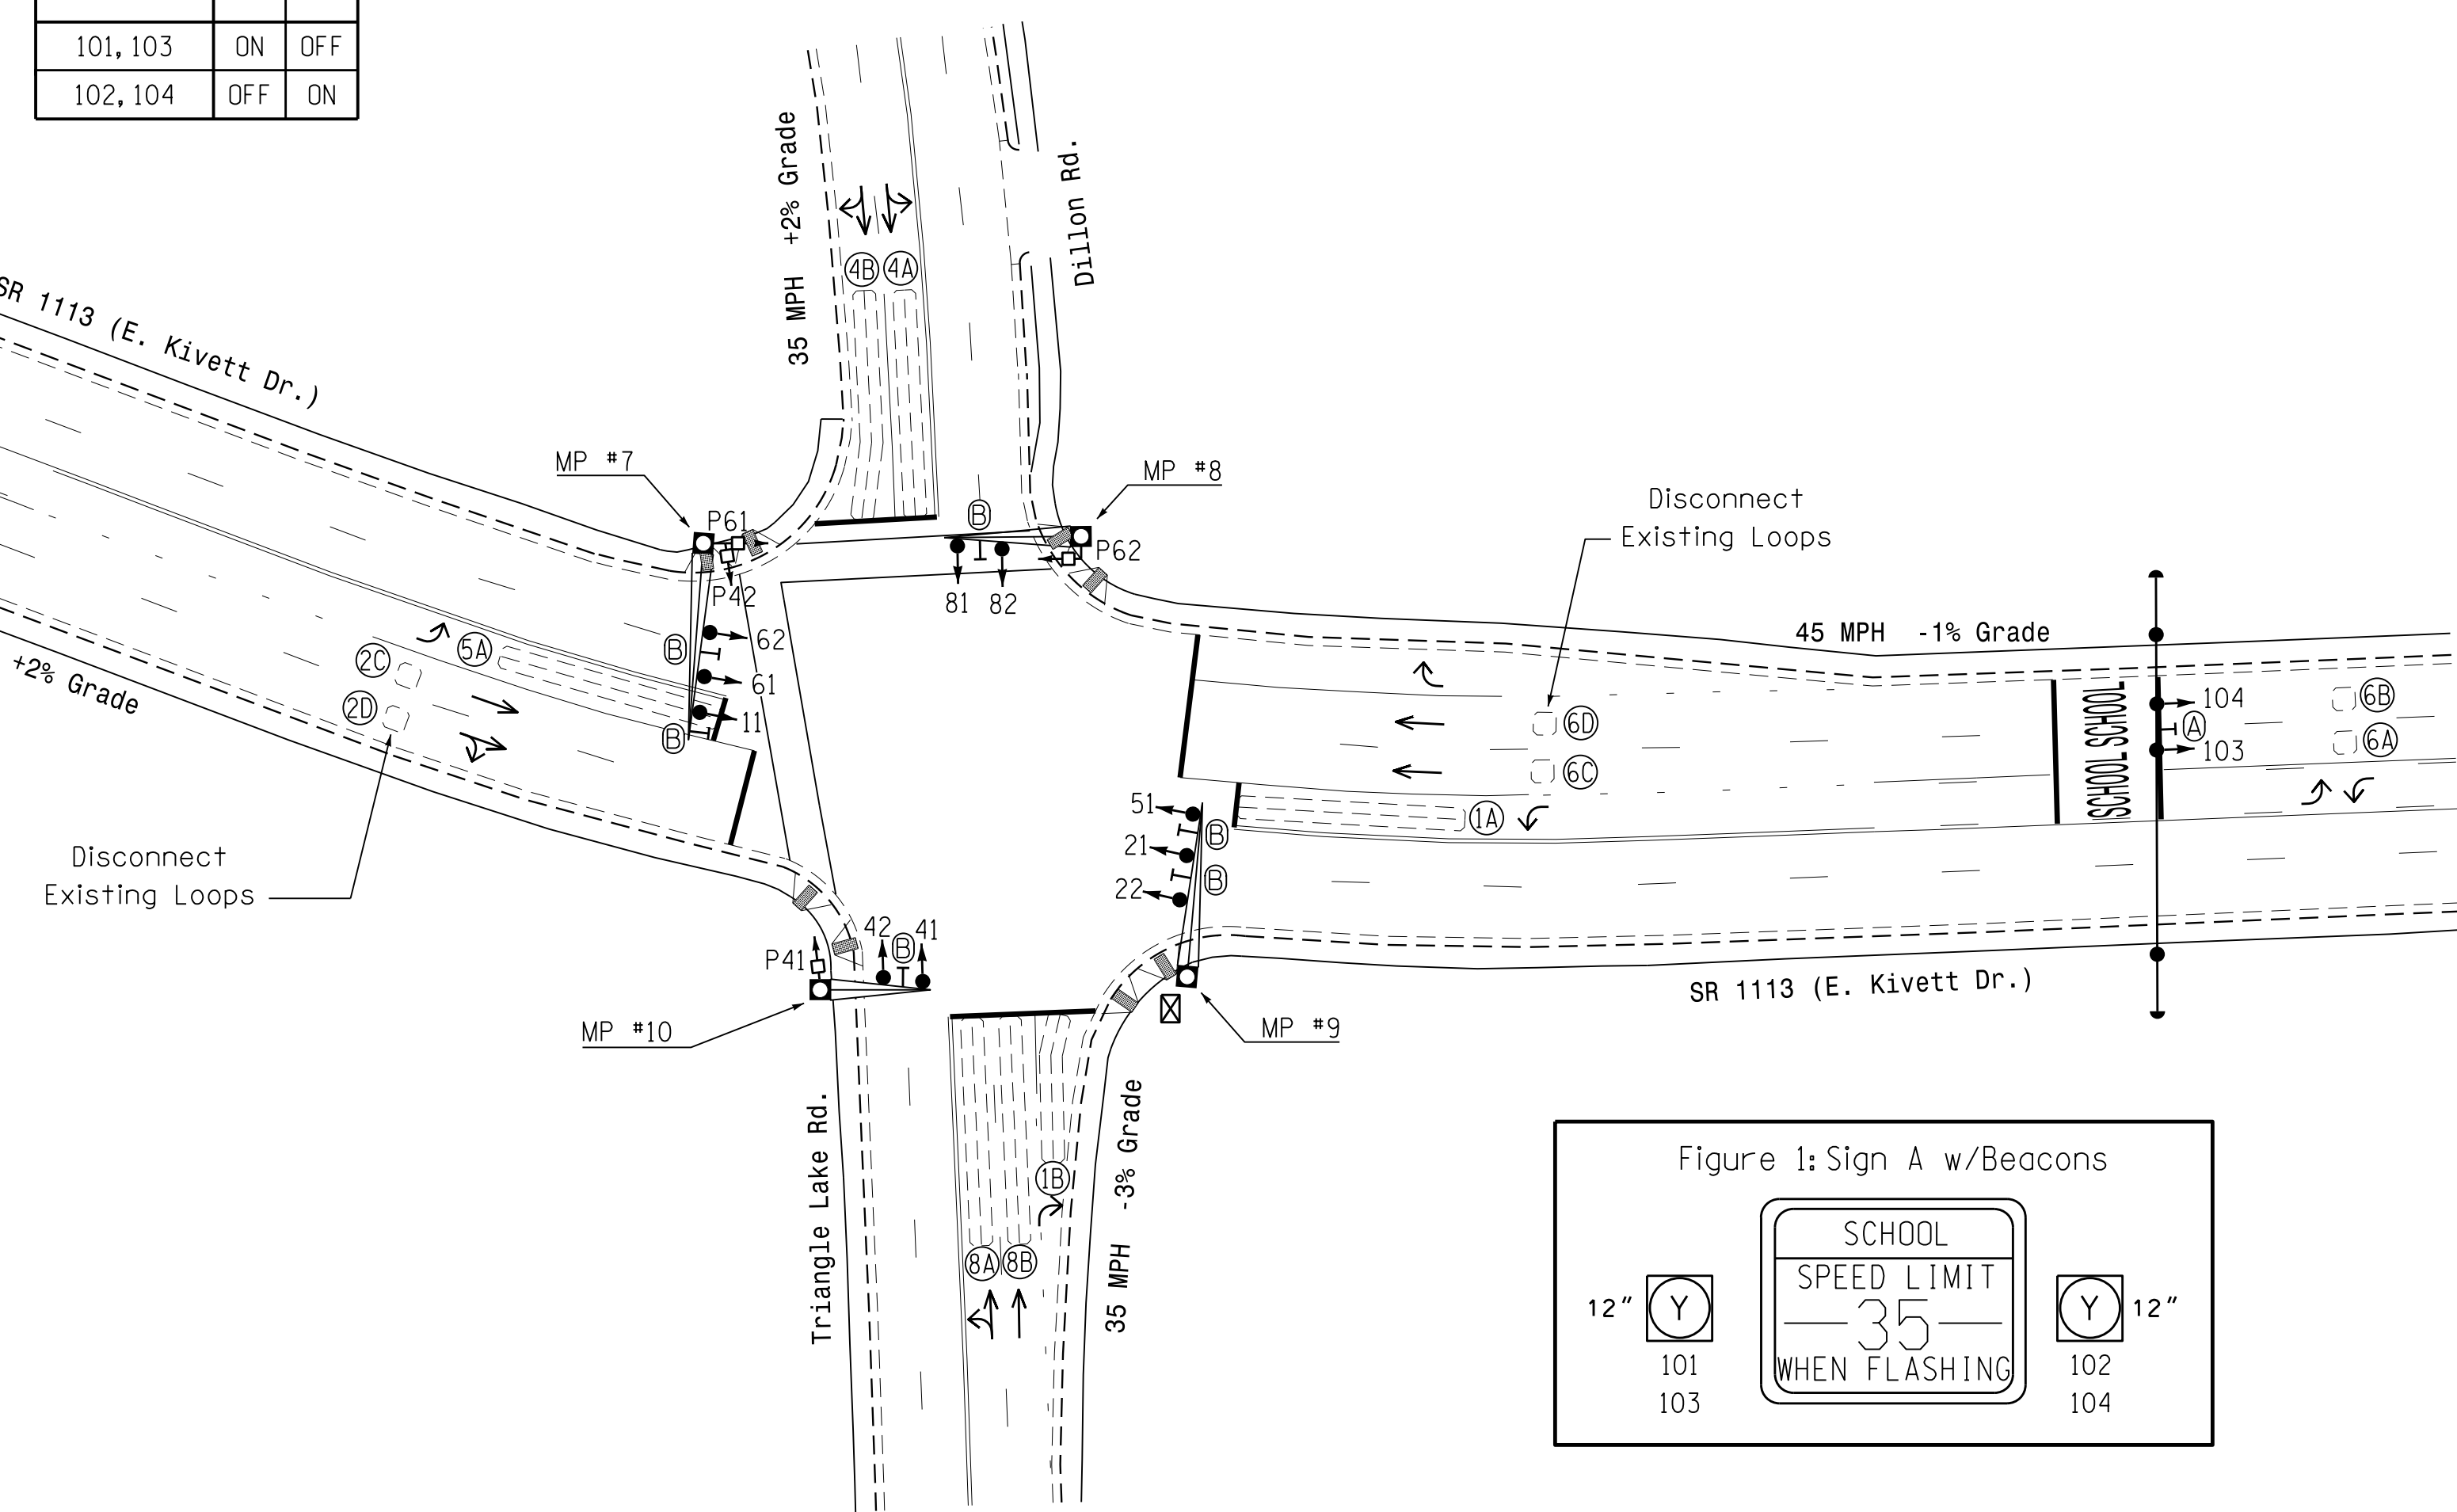 101,103 ON OFF
102,104 OFF ON
35 MPH +2% Grade
Dillon Rd.
4B 4A
SR 1113 (E. Kivett Dr.)
MP #7
MP #8
P61
B
P62
P42
81 82
Disconnect
Existing Loops
45 MPH -1% Grade
+2% Grade
2C
5A
2D
B
62
61
11
B
6D
6C
SCHOOL SCHOOL
104
A
103
6B
6A
51
B
21
B
22
1A
Disconnect
Existing Loops
P41
42 B 41
SR 1113 (E. Kivett Dr.)
MP #10
MP #9
Triangle Lake Rd.
1B
8A 8B
35 MPH -3% Grade
Figure 1: Sign A w/Beacons
SCHOOL
SPEED LIMIT
35
WHEN FLASHING
12" Y
101
103
Y 12"
102
104